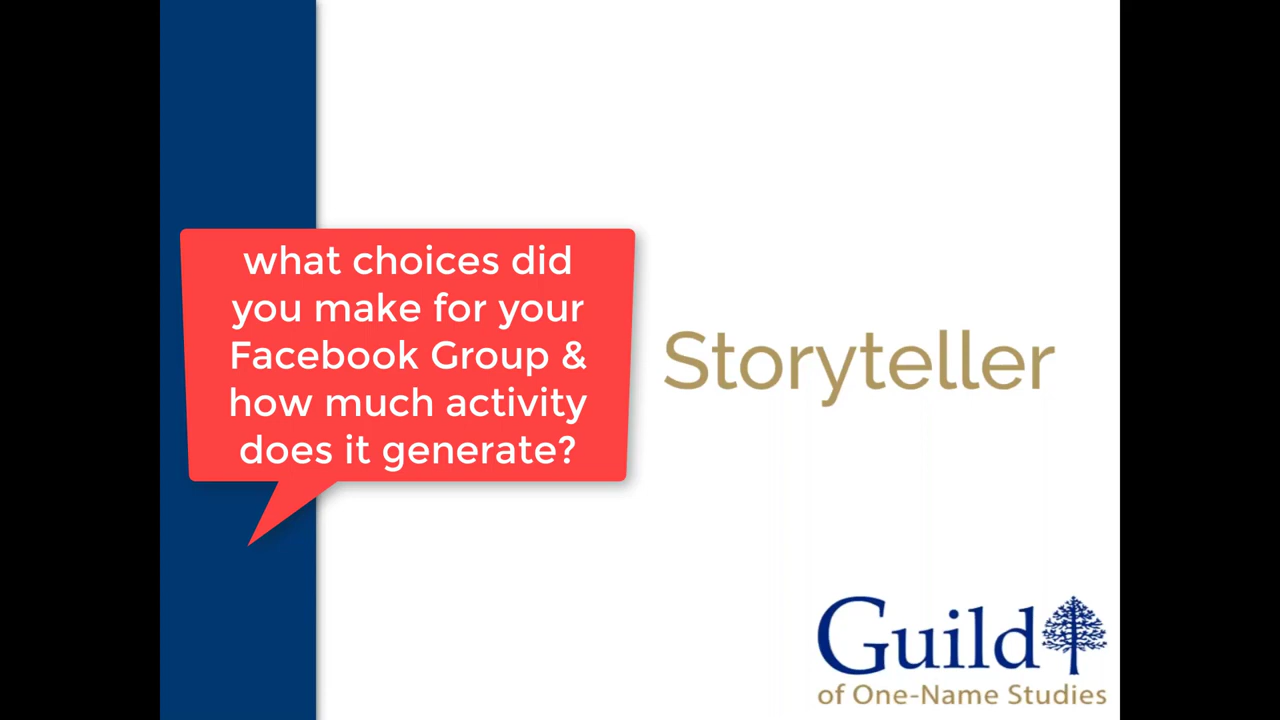 what choices did
you make for your
Facebook Group &
how much activity
does it generate?
Storyteller
Guild
of One-Name Studies